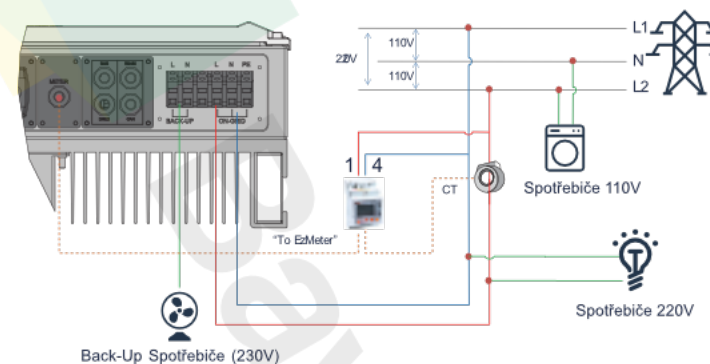 L1
110V
220V
N
110V
L2
METER
L N L N PE
BACK-UP ON-GRID
1 4
CT
Spotřebiče 110V
"To EzMeter"
Spotřebiče 220V
Back-Up Spotřebiče (230V)